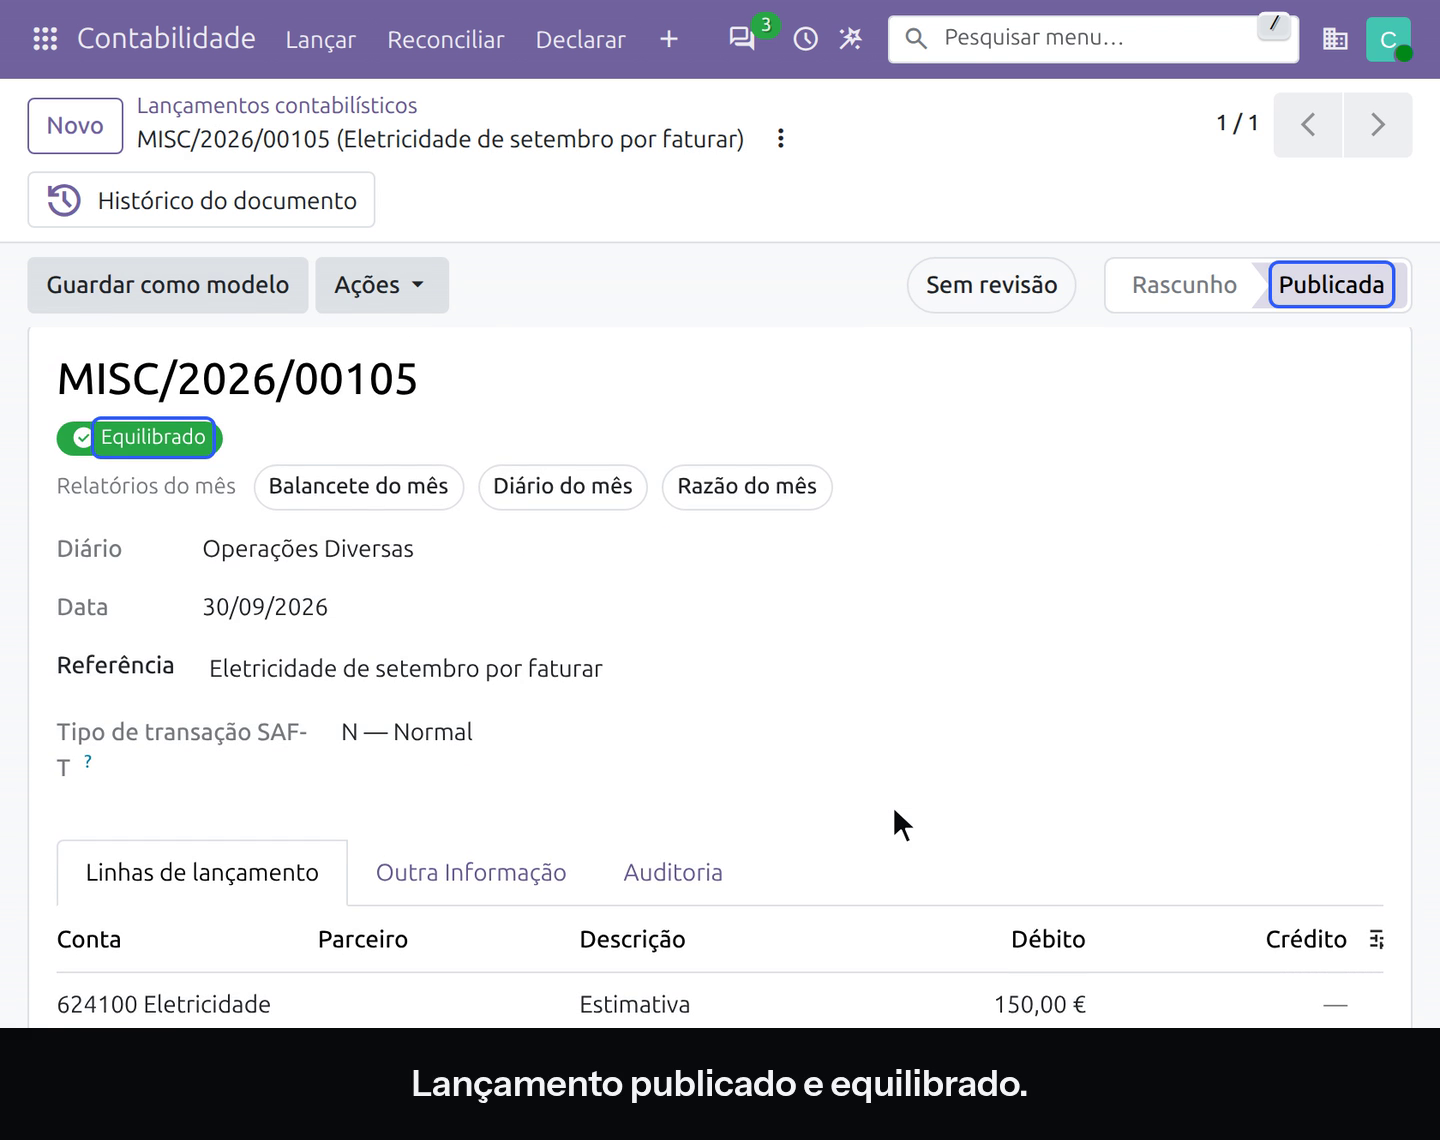 Contabilidade Lançar Reconciliar Declarar + 3 Pesquisar menu... / C
Novo
Lançamentos contabilísticos
MISC/2026/00105 (Eletricidade de setembro por faturar)
1 / 1
Histórico do documento
Guardar como modelo Ações Sem revisão Rascunho Publicada
MISC/2026/00105
Equilibrado
Relatórios do mês Balancete do mês Diário do mês Razão do mês
Diário Operações Diversas
Data 30/09/2026
Referência Eletricidade de setembro por faturar
Tipo de transação SAF-T ? N — Normal
Linhas de lançamento Outra Informação Auditoria
Conta Parceiro Descrição Débito Crédito
624100 Eletricidade Estimativa 150,00 € —
Lançamento publicado e equilibrado.